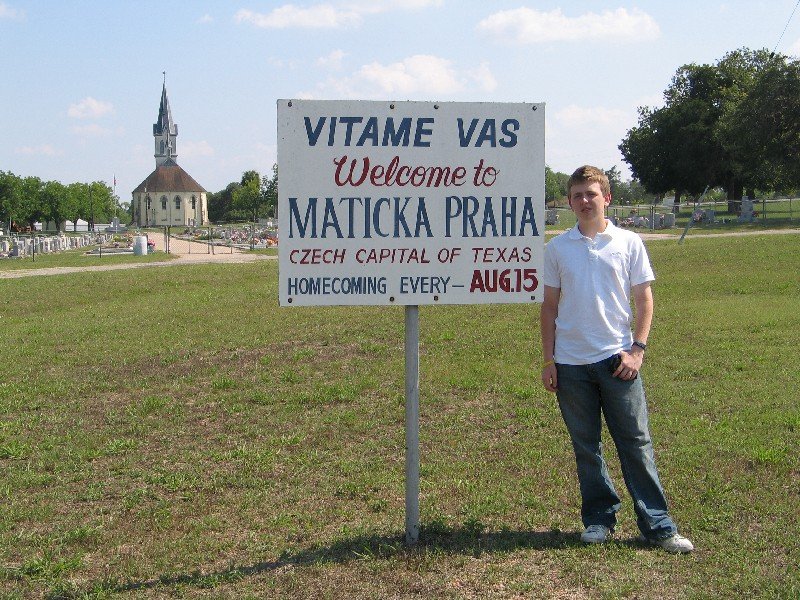 VITAME VAS
Welcome to
MATICKA PRAHA
CZECH CAPITAL OF TEXAS
HOMECOMING EVERY— AUG.15